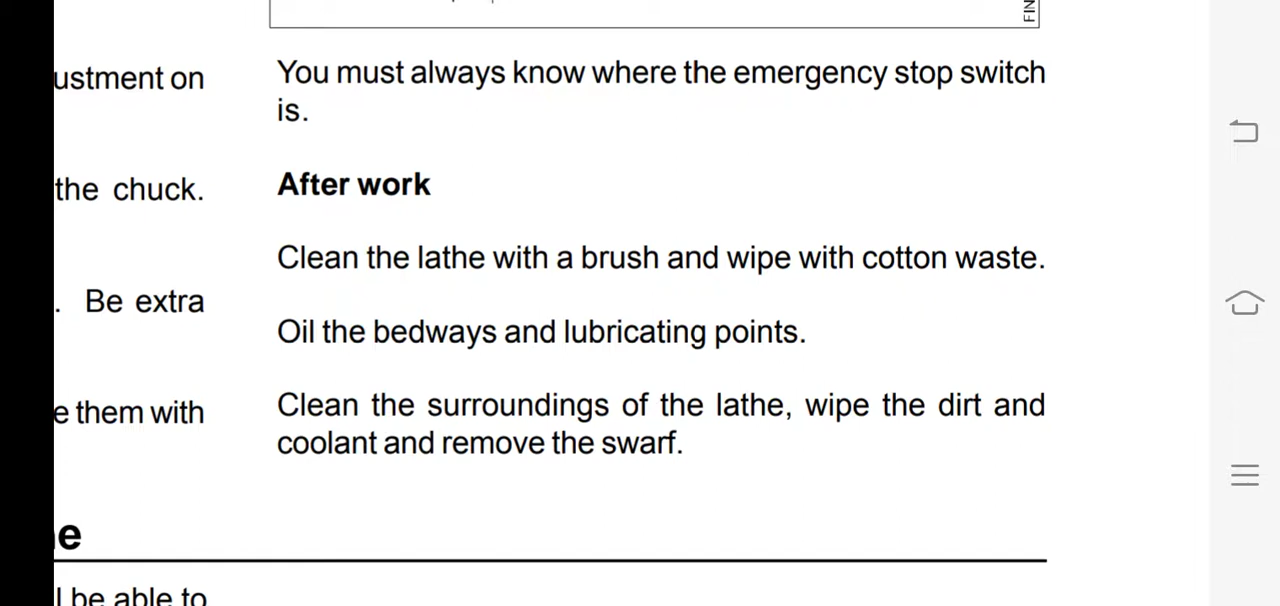 FIN
ustment on
the chuck.
. Be extra
e them with
You must always know where the emergency stop switch
is.
After work
Clean the lathe with a brush and wipe with cotton waste.
Oil the bedways and lubricating points.
Clean the surroundings of the lathe, wipe the dirt and
coolant and remove the swarf.
e
l be able to